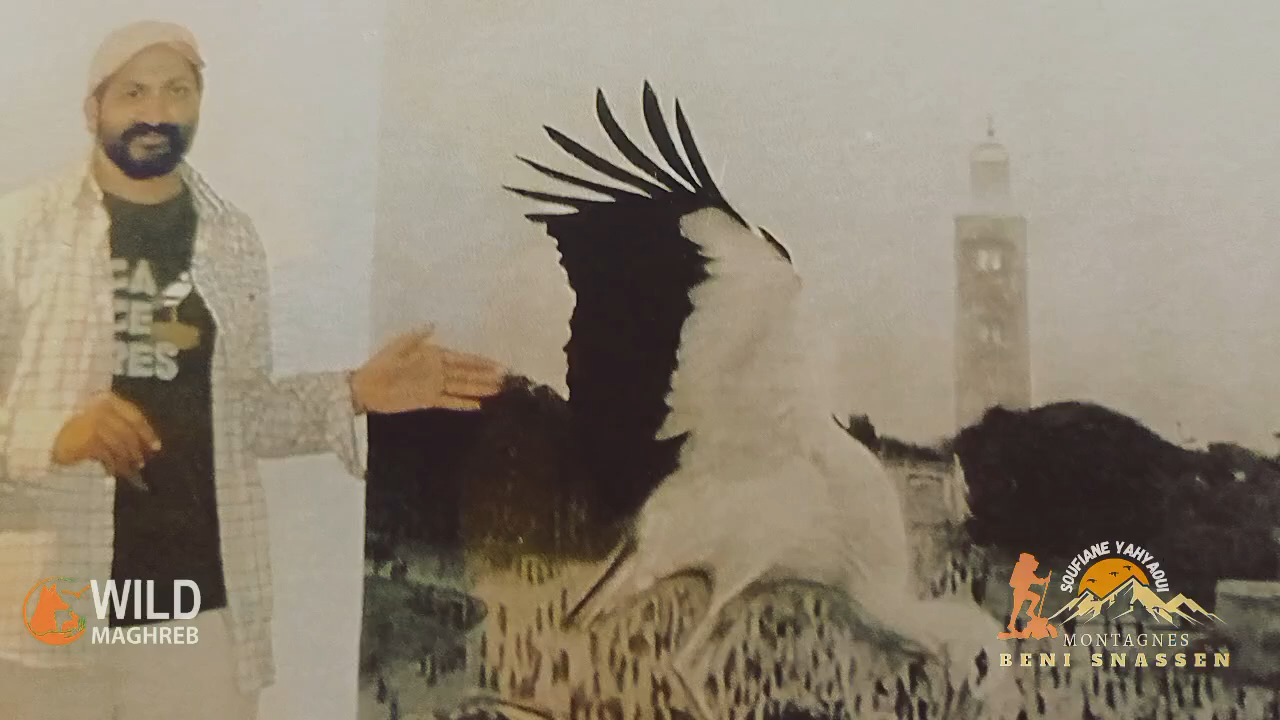 WILD
MAGHREB
SOUFIANE YAHYAOUI
MONTAGNES
BENI SNASSEN